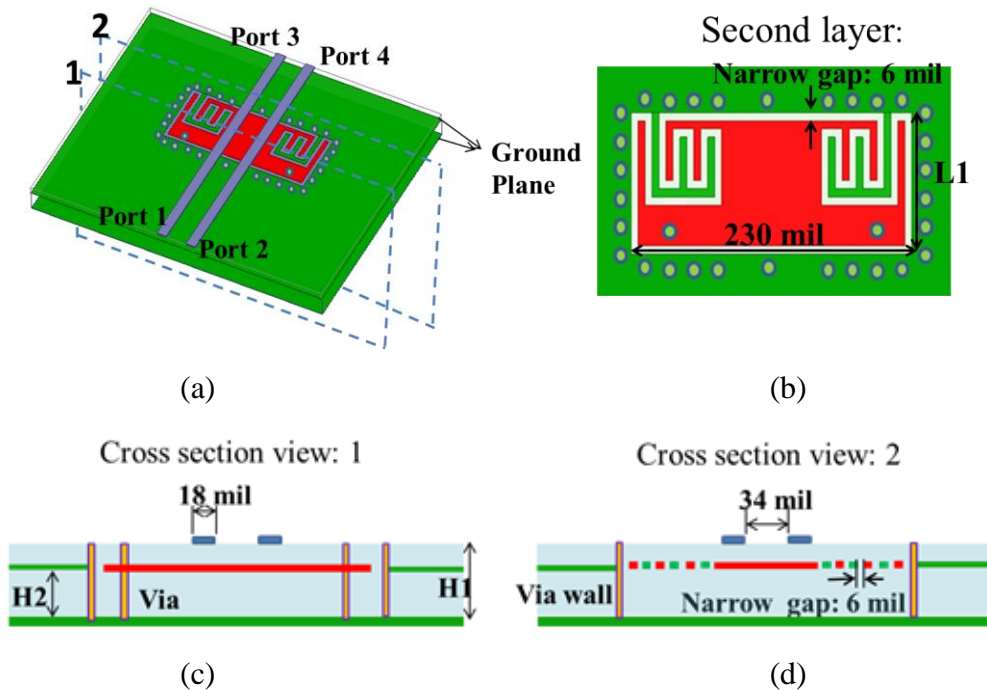 2
1
Port 3
Port 4
Ground
Plane
Port 1
Port 2
(a)
Second layer:
Narrow gap: 6 mil
L1
230 mil
(b)
Cross section view: 1
18 mil
H2
Via
H1
(c)
Cross section view: 2
34 mil
Via wall
Narrow gap: 6 mil
(d)